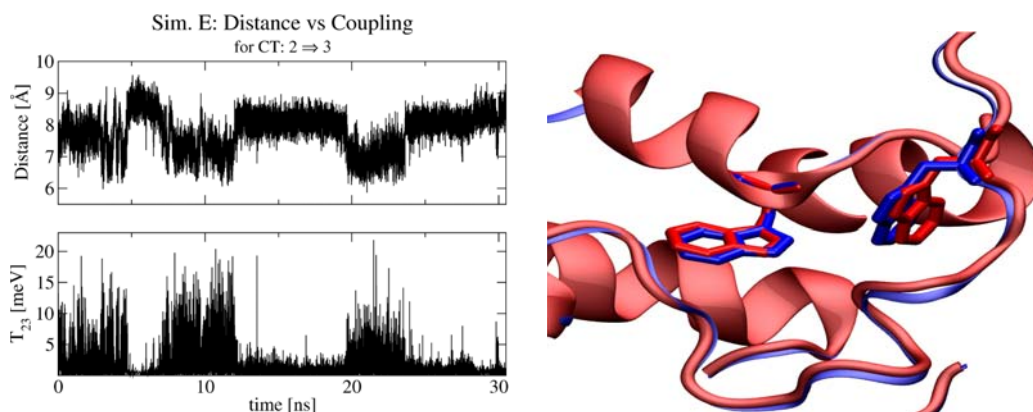 Sim. E: Distance vs Coupling
for CT: 2 ⇒ 3
Distance [Å]
10
9
8
7
6
T23 [meV]
20
15
10
5
0 10 20 30
time [ns]